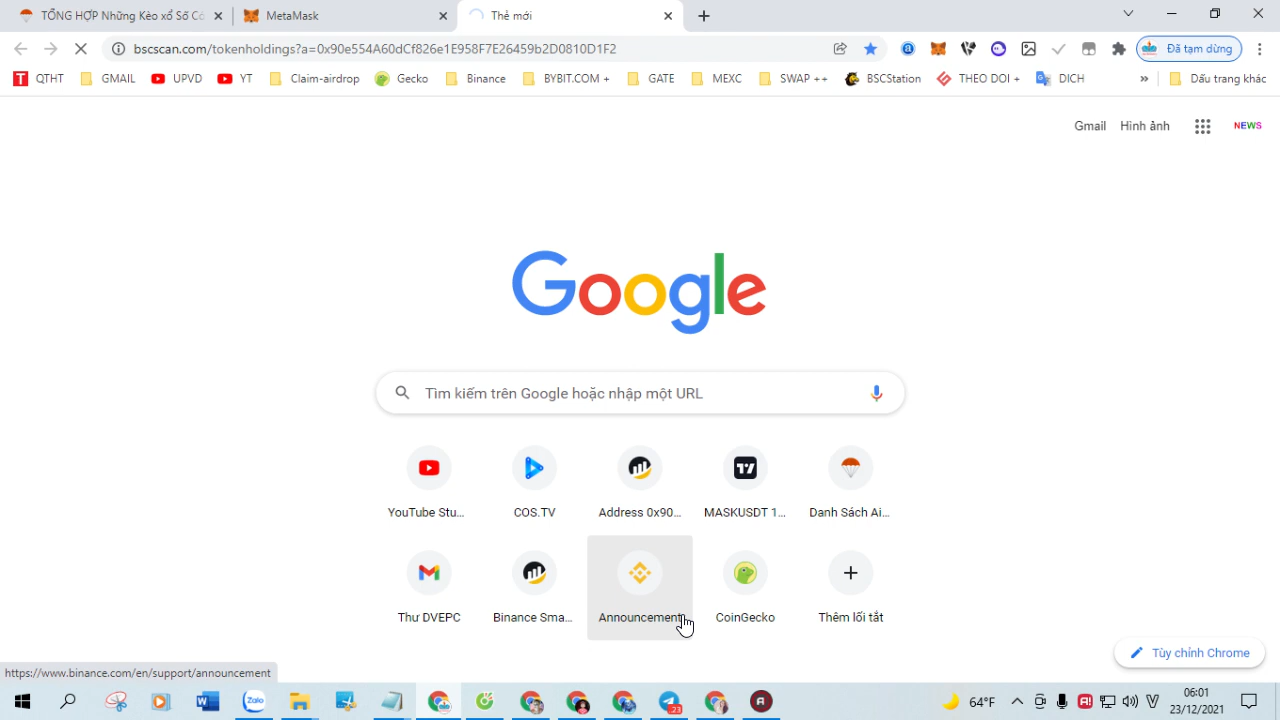 TỔNG HỢP Những Kèo xổ Số Cơ
MetaMask
Thẻ mới
bscscan.com/tokenholdings?a=0x90e554A60dCf826e1E958F7E26459b2D0810D1F2
Đã tạm dừng
QTHT
GMAIL
UPVD
YT
Claim-airdrop
Gecko
Binance
BYBIT.COM +
GATE
MEXC
SWAP ++
BSCStation
THEO DOI +
DICH
»
Dấu trang khác
Gmail
Hình ảnh
NEWS
Google
Tìm kiếm trên Google hoặc nhập một URL
YouTube Stu...
COS.TV
Address 0x90...
MASKUSDT 1...
Danh Sách Ai...
Thư DVEPC
Binance Sma...
Announcement
CoinGecko
Thêm lối tắt
Tùy chỉnh Chrome
https://www.binance.com/en/support/announcement
Zalo
23
64°F
06:01
23/12/2021